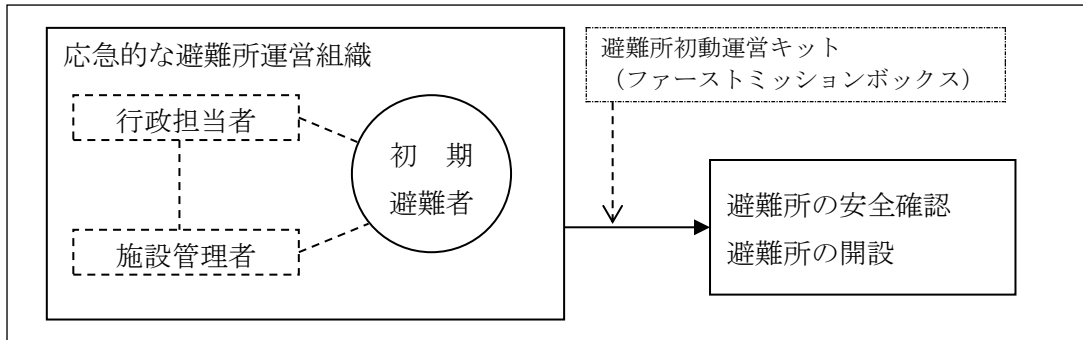 応急的な避難所運営組織
行政担当者
初　期
避難者
施設管理者
避難所初動運営キット
（ファーストミッションボックス）
避難所の安全確認
避難所の開設